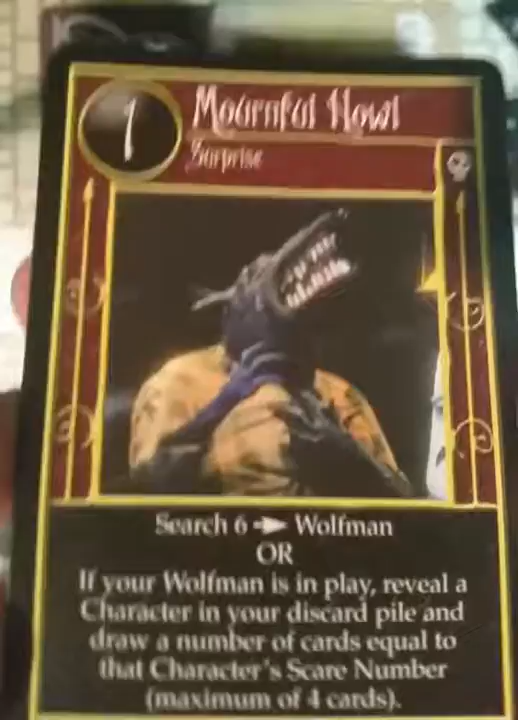 1
Mournful Howl
Surprise
Search 6 → Wolfman
OR
If your Wolfman is in play, reveal a
Character in your discard pile and
draw a number of cards equal to
that Character's Scare Number
(maximum of 4 cards).